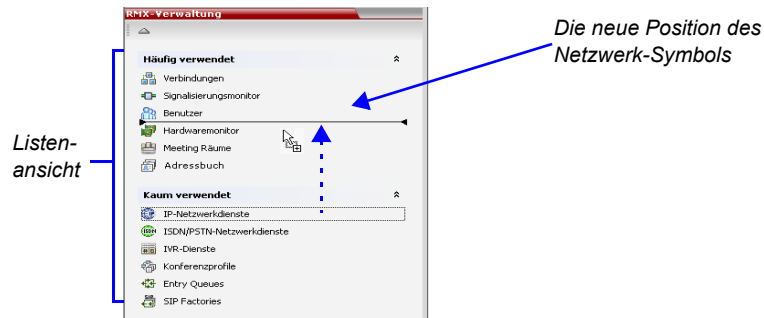 RMX-Verwaltung
Die neue Position des
Netzwerk-Symbols
Häufig verwendet
Verbindungen
Signalisierungsmonitor
Benutzer
Hardwaremonitor
Meeting Räume
Adressbuch
Listen-
ansicht
Kaum verwendet
IP-Netzwerkdienste
ISDN/PSTN-Netzwerkdienste
IVR-Dienste
Konferenzprofile
Entry Queues
SIP Factories